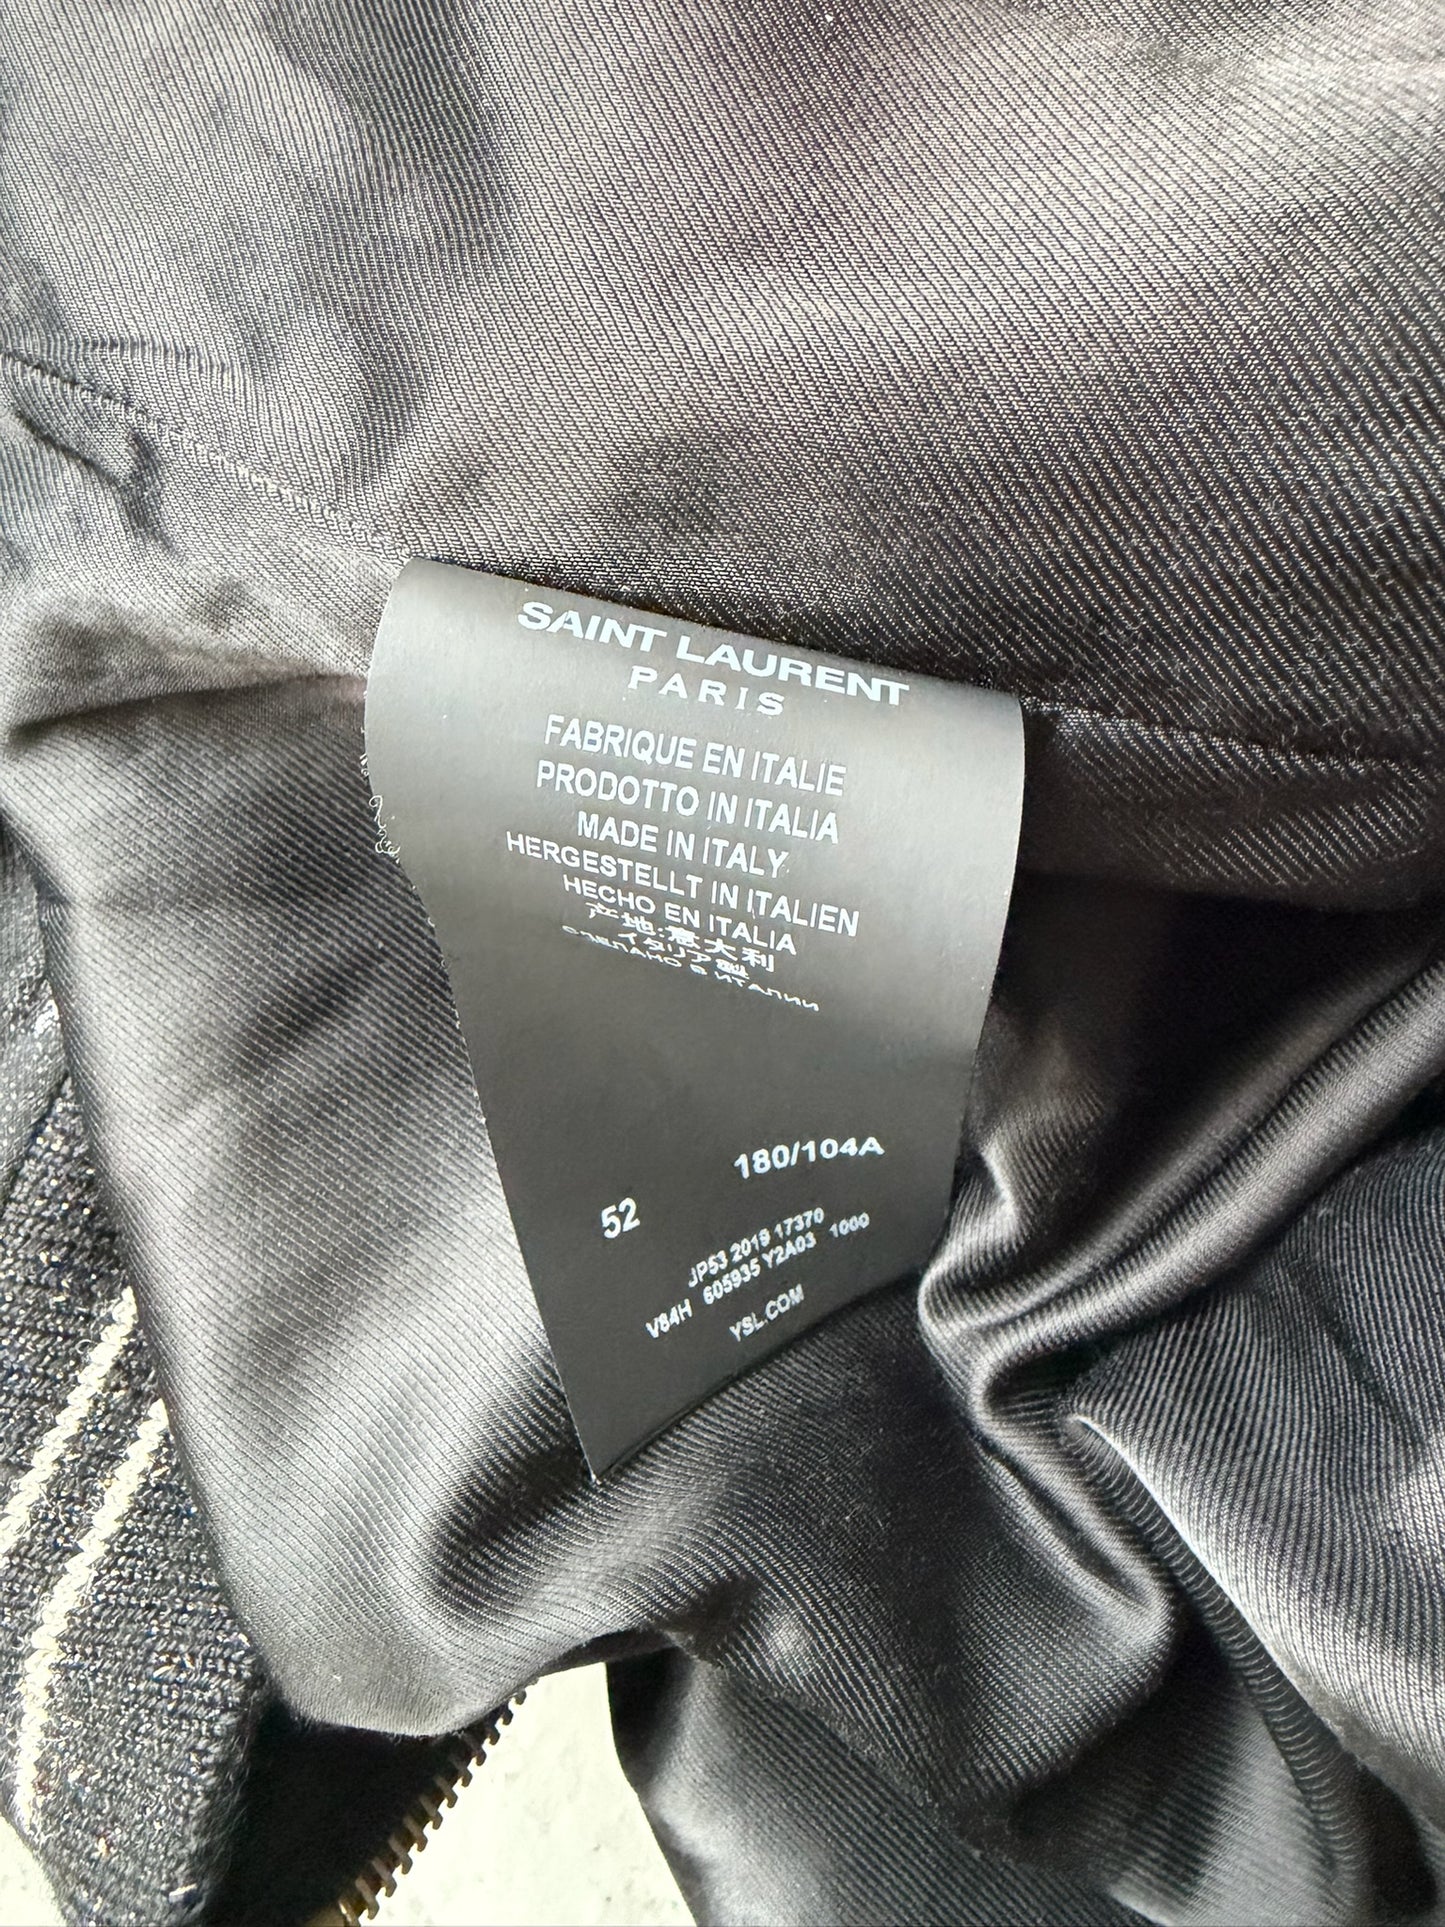 SAINT LAURENT
PARIS
FABRIQUE EN ITALIE
PRODOTTO IN ITALIA
MADE IN ITALY
HERGESTELLT IN ITALIEN
HECHO EN ITALIA
产地:意大利
イタリア製
СДЕЛАНО В ИТАЛИИ
180/104A
52
JP53 2019 17370
V84H 605935 Y2A03 1000
YSL.COM